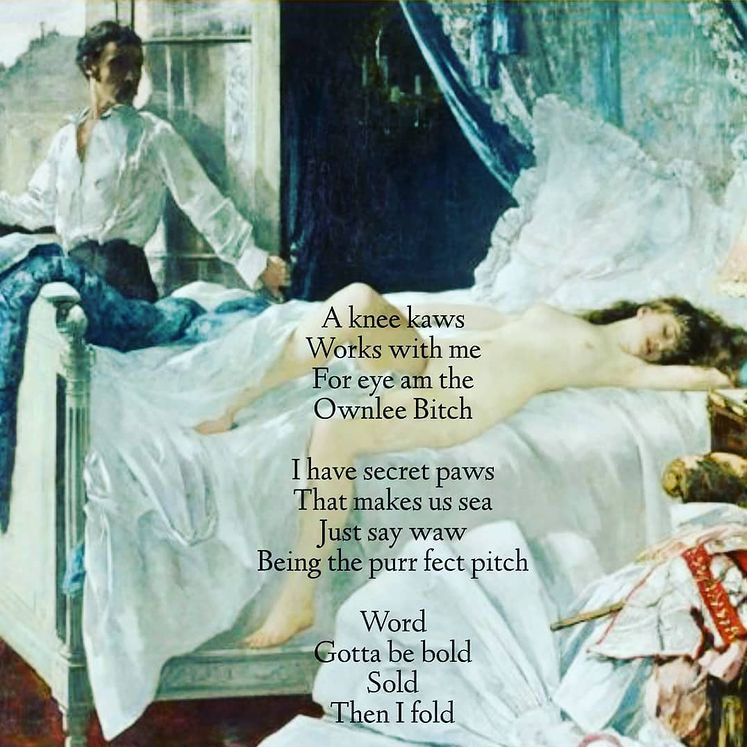 A knee kaws
Works with me
For eye am the
Ownlee Bitch
I have secret paws
That makes us sea
Just say waw
Being the purr fect pitch
Word
Gotta be bold
Sold
Then I fold